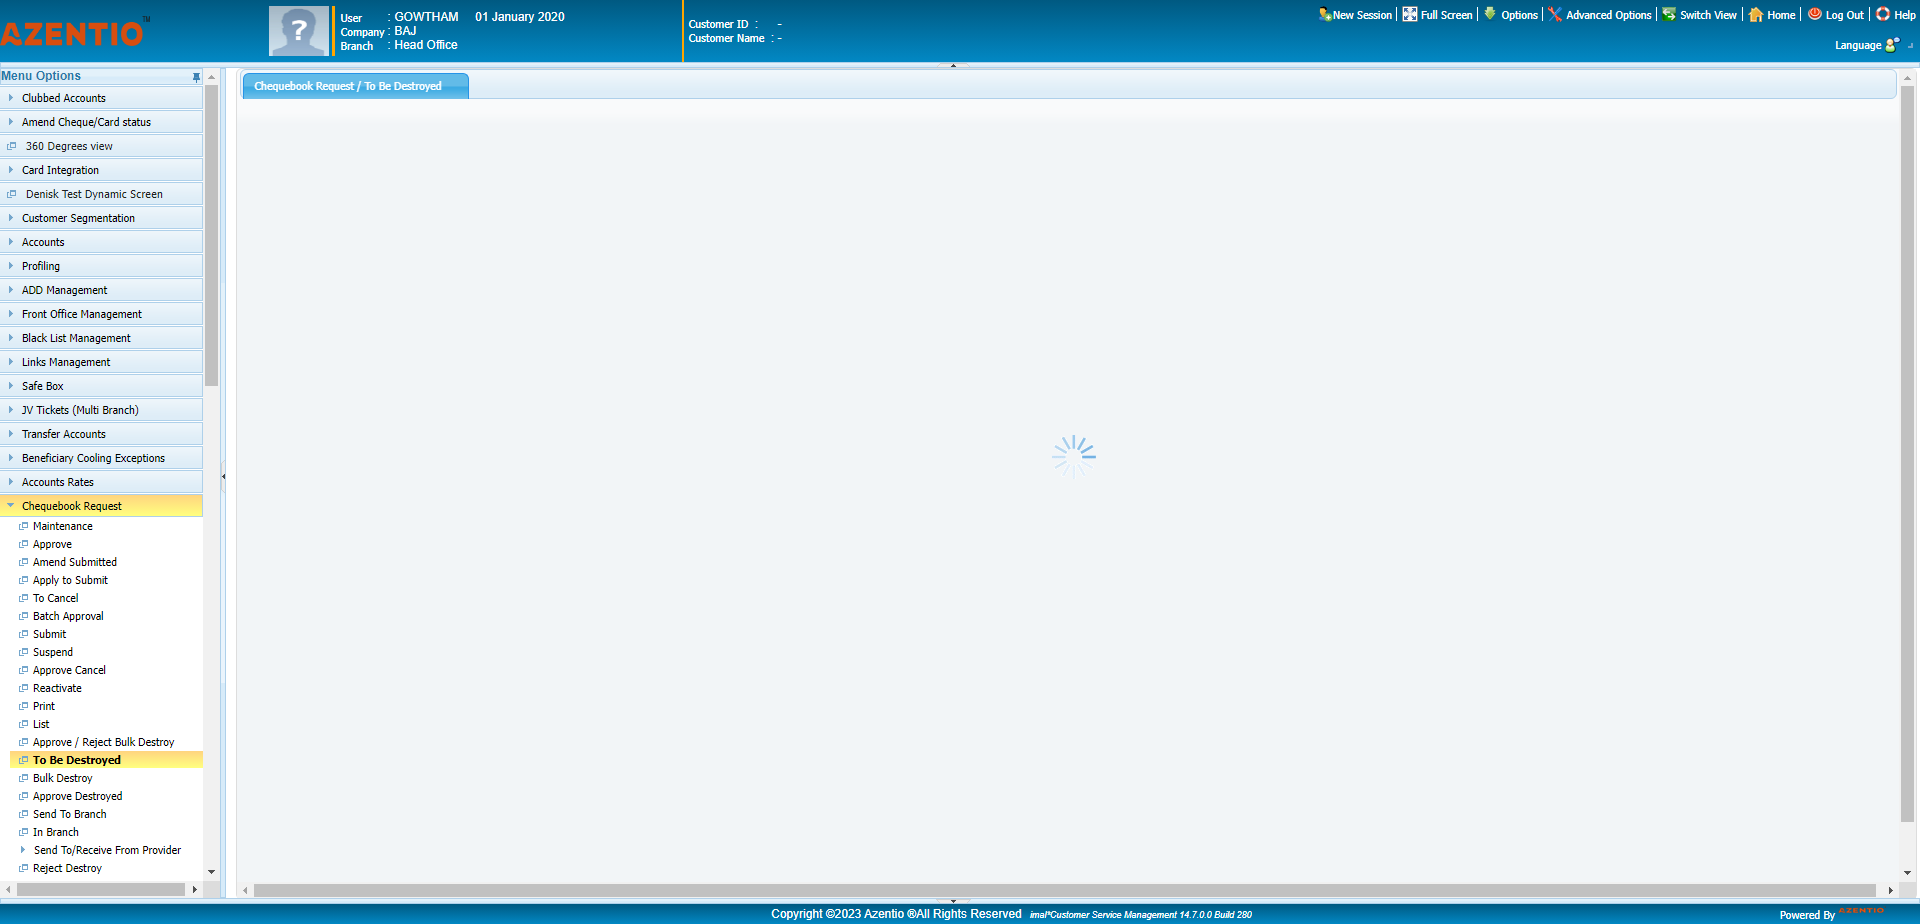 AZENTIO™
User : GOWTHAM 01 January 2020
Company : BAJ
Branch : Head Office
Customer ID : -
Customer Name : -
New Session
Full Screen
Options
Advanced Options
Switch View
Home
Log Out
Help
Language
Menu Options
Clubbed Accounts
Amend Cheque/Card status
360 Degrees view
Card Integration
Denisk Test Dynamic Screen
Customer Segmentation
Accounts
Profiling
ADD Management
Front Office Management
Black List Management
Links Management
Safe Box
JV Tickets (Multi Branch)
Transfer Accounts
Beneficiary Cooling Exceptions
Accounts Rates
Chequebook Request
Maintenance
Approve
Amend Submitted
Apply to Submit
To Cancel
Batch Approval
Submit
Suspend
Approve Cancel
Reactivate
Print
List
Approve / Reject Bulk Destroy
To Be Destroyed
Bulk Destroy
Approve Destroyed
Send To Branch
In Branch
Send To/Receive From Provider
Reject Destroy
Chequebook Request / To Be Destroyed
Copyright ©2023 Azentio ®All Rights Reserved imal*Customer Service Management 14.7.0.0 Build 280
Powered By AZENTIO